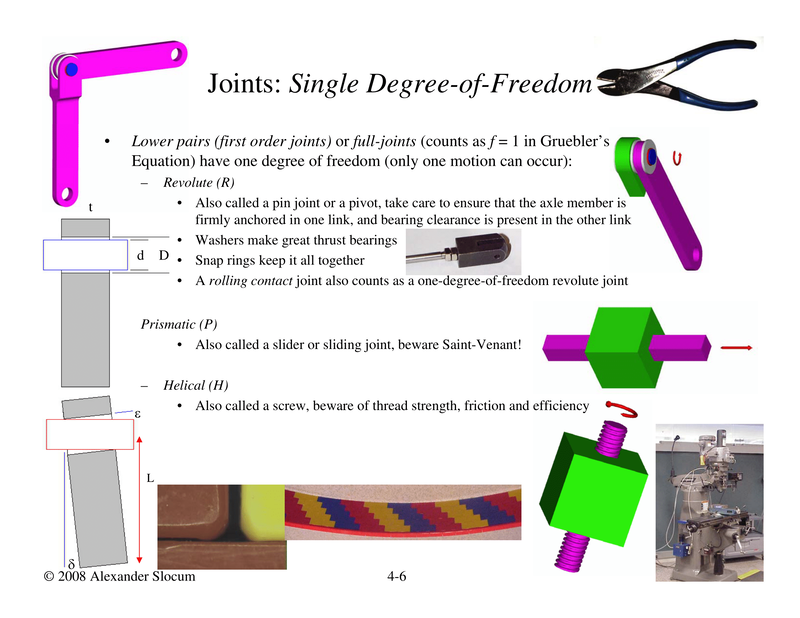 Joints: Single Degree-of-Freedom
• Lower pairs (first order joints) or full-joints (counts as f = 1 in Gruebler's
Equation) have one degree of freedom (only one motion can occur):
– Revolute (R)
• Also called a pin joint or a pivot, take care to ensure that the axle member is
firmly anchored in one link, and bearing clearance is present in the other link
• Washers make great thrust bearings
• Snap rings keep it all together
• A rolling contact joint also counts as a one-degree-of-freedom revolute joint
Prismatic (P)
• Also called a slider or sliding joint, beware Saint-Venant!
– Helical (H)
• Also called a screw, beware of thread strength, friction and efficiency
t
d D
ε
L
δ
© 2008 Alexander Slocum
4-6